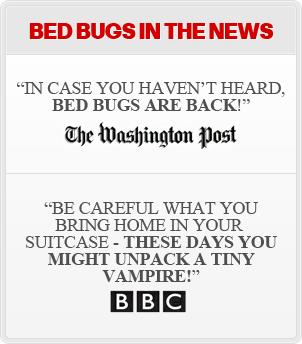 BED BUGS IN THE NEWS
“IN CASE YOU HAVEN’T HEARD,
BED BUGS ARE BACK!”
The Washington Post
“BE CAREFUL WHAT YOU
BRING HOME IN YOUR
SUITCASE - THESE DAYS YOU
MIGHT UNPACK A TINY
VAMPIRE!”
BBC